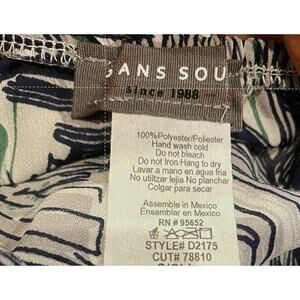 GANS SOU
since 1988
100%Polyester/Poliester
Hand wash cold
Do not bleach
Do not Iron Hang to dry
Lavar a mano en agua fria
No utilizar lejia No planchar
Colgar para secar
Assemble in Mexico
Ensamblar en Mexico
RN # 95652
STYLE# D2175
CUT# 78810